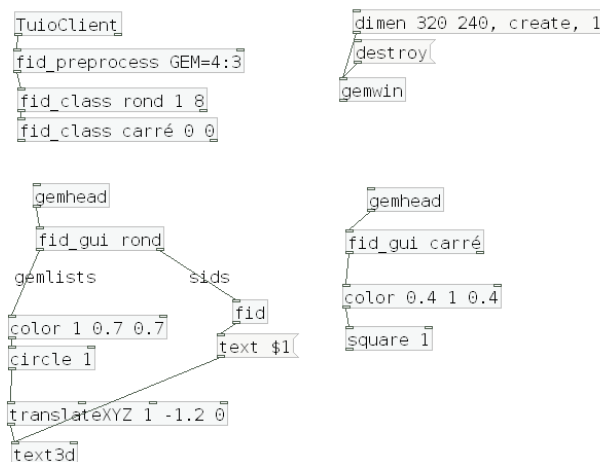 TuioClient
fid_preprocess GEM=4:3
fid_class rond 1 8
fid_class carré 0 0
dimen 320 240, create, 1
destroy
gemwin
gemhead
fid_gui rond
gemlists
sids
fid
color 1 0.7 0.7
text $1
circle 1
translateXYZ 1 -1.2 0
text3d
gemhead
fid_gui carré
color 0.4 1 0.4
square 1